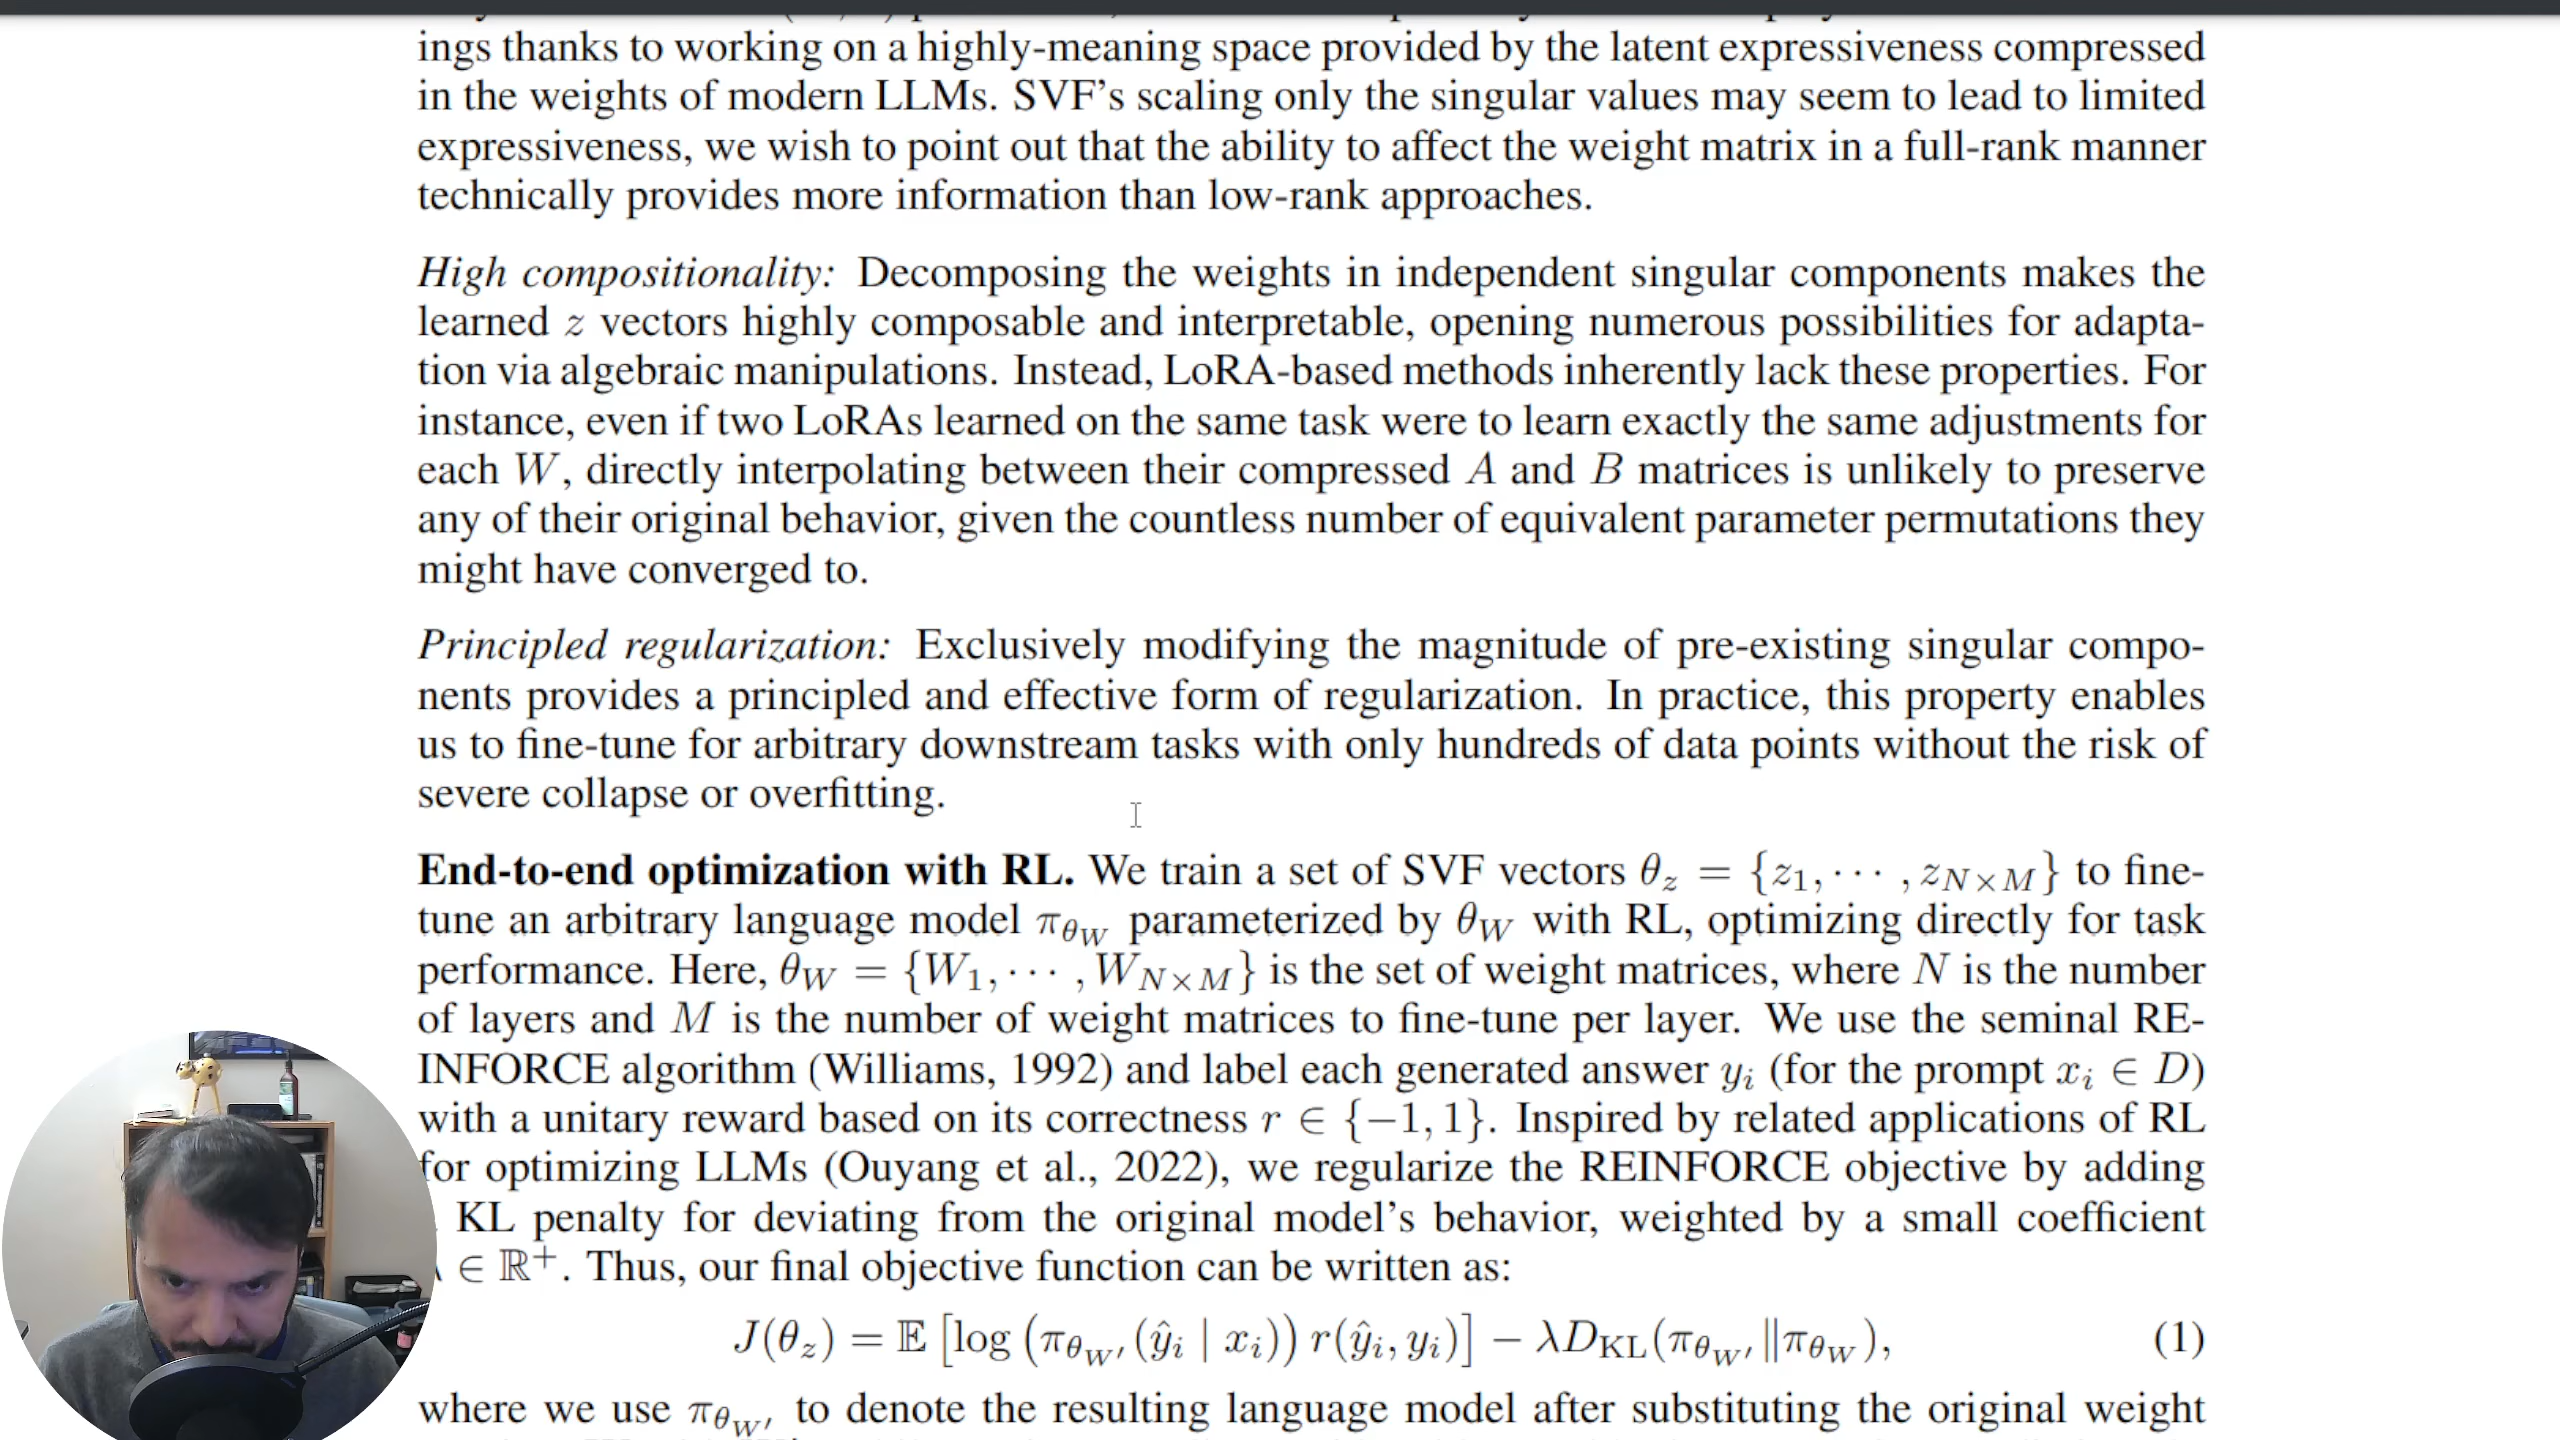 ings thanks to working on a highly-meaning space provided by the latent expressiveness compressed
in the weights of modern LLMs. SVF's scaling only the singular values may seem to lead to limited
expressiveness, we wish to point out that the ability to affect the weight matrix in a full-rank manner
technically provides more information than low-rank approaches.
High compositionality: Decomposing the weights in independent singular components makes the
learned z vectors highly composable and interpretable, opening numerous possibilities for adapta-
tion via algebraic manipulations. Instead, LoRA-based methods inherently lack these properties. For
instance, even if two LoRAs learned on the same task were to learn exactly the same adjustments for
each W, directly interpolating between their compressed A and B matrices is unlikely to preserve
any of their original behavior, given the countless number of equivalent parameter permutations they
might have converged to.
Principled regularization: Exclusively modifying the magnitude of pre-existing singular compo-
nents provides a principled and effective form of regularization. In practice, this property enables
us to fine-tune for arbitrary downstream tasks with only hundreds of data points without the risk of
severe collapse or overfitting.
End-to-end optimization with RL. We train a set of SVF vectors θ_z = {z_1, ⋯ , z_{N×M}} to fine-
tune an arbitrary language model π_{θ_W} parameterized by θ_W with RL, optimizing directly for task
performance. Here, θ_W = {W_1, ⋯ , W_{N×M}} is the set of weight matrices, where N is the number
of layers and M is the number of weight matrices to fine-tune per layer. We use the seminal RE-
INFORCE algorithm (Williams, 1992) and label each generated answer y_i (for the prompt x_i ∈ D)
with a unitary reward based on its correctness r ∈ {−1, 1}. Inspired by related applications of RL
for optimizing LLMs (Ouyang et al., 2022), we regularize the REINFORCE objective by adding
KL penalty for deviating from the original model's behavior, weighted by a small coefficient
∈ ℝ⁺. Thus, our final objective function can be written as:
J(θ_z) = 𝔼 [log (π_{θ_{W'}}(ŷ_i | x_i)) r(ŷ_i, y_i)] − λD_KL(π_{θ_{W'}}‖π_{θ_W}), (1)
where we use π_{θ_{W'}} to denote the resulting language model after substituting the original weight